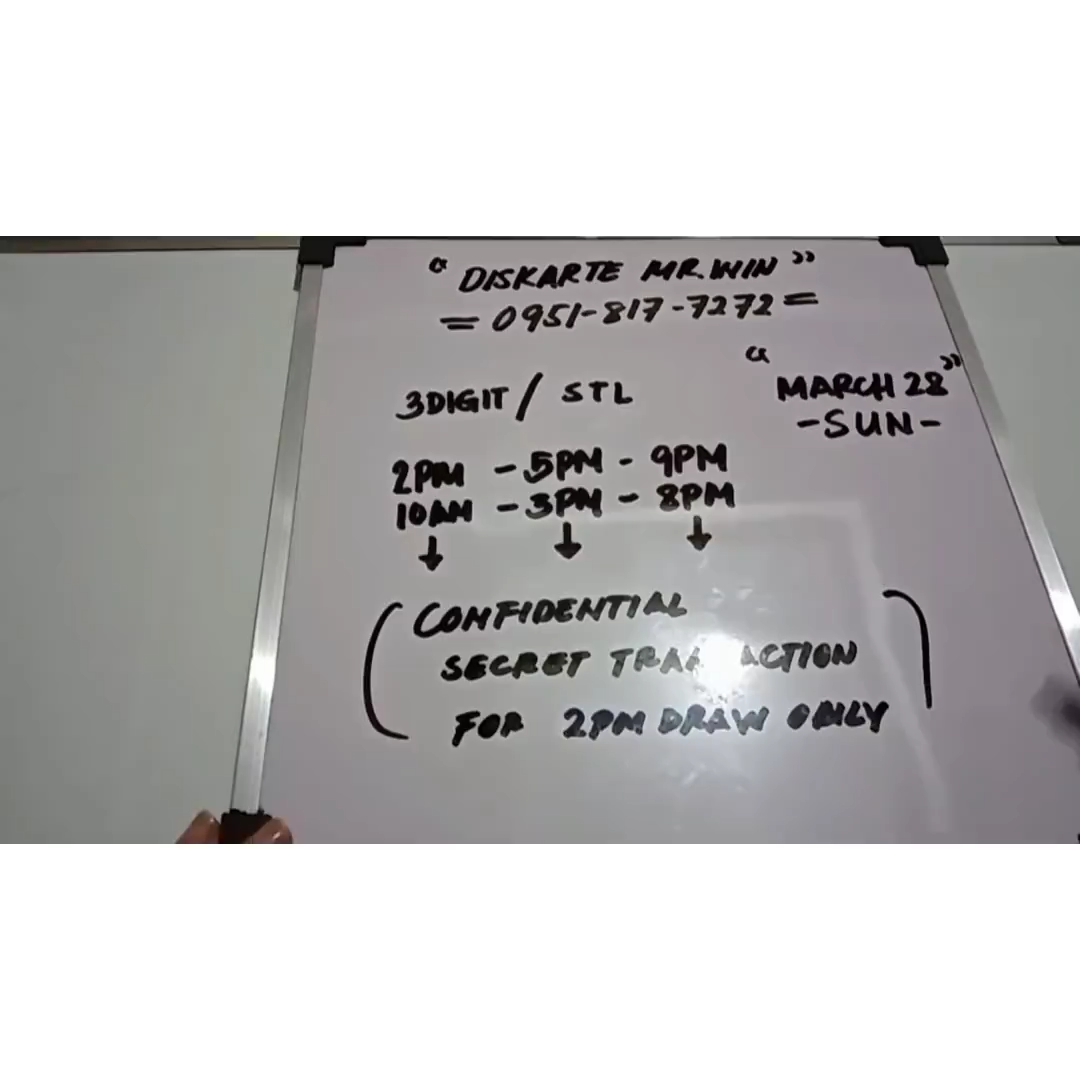 “DISKARTE MR. WIN”
= 0951-817-7272 =
“MARCH 28”
-SUN-
3DIGIT / STL
2PM - 5PM - 9PM
10AM - 3PM - 8PM
↓ ↓ ↓
(CONFIDENTIAL
SECRET TRANSACTION
FOR 2PM DRAW ONLY)